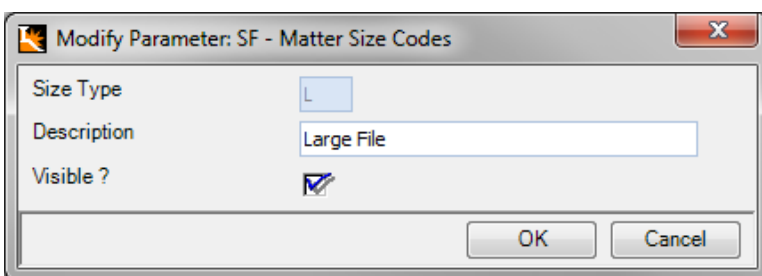 Modify Parameter: SF - Matter Size Codes
Size Type L
Description Large File
Visible ?
OK Cancel